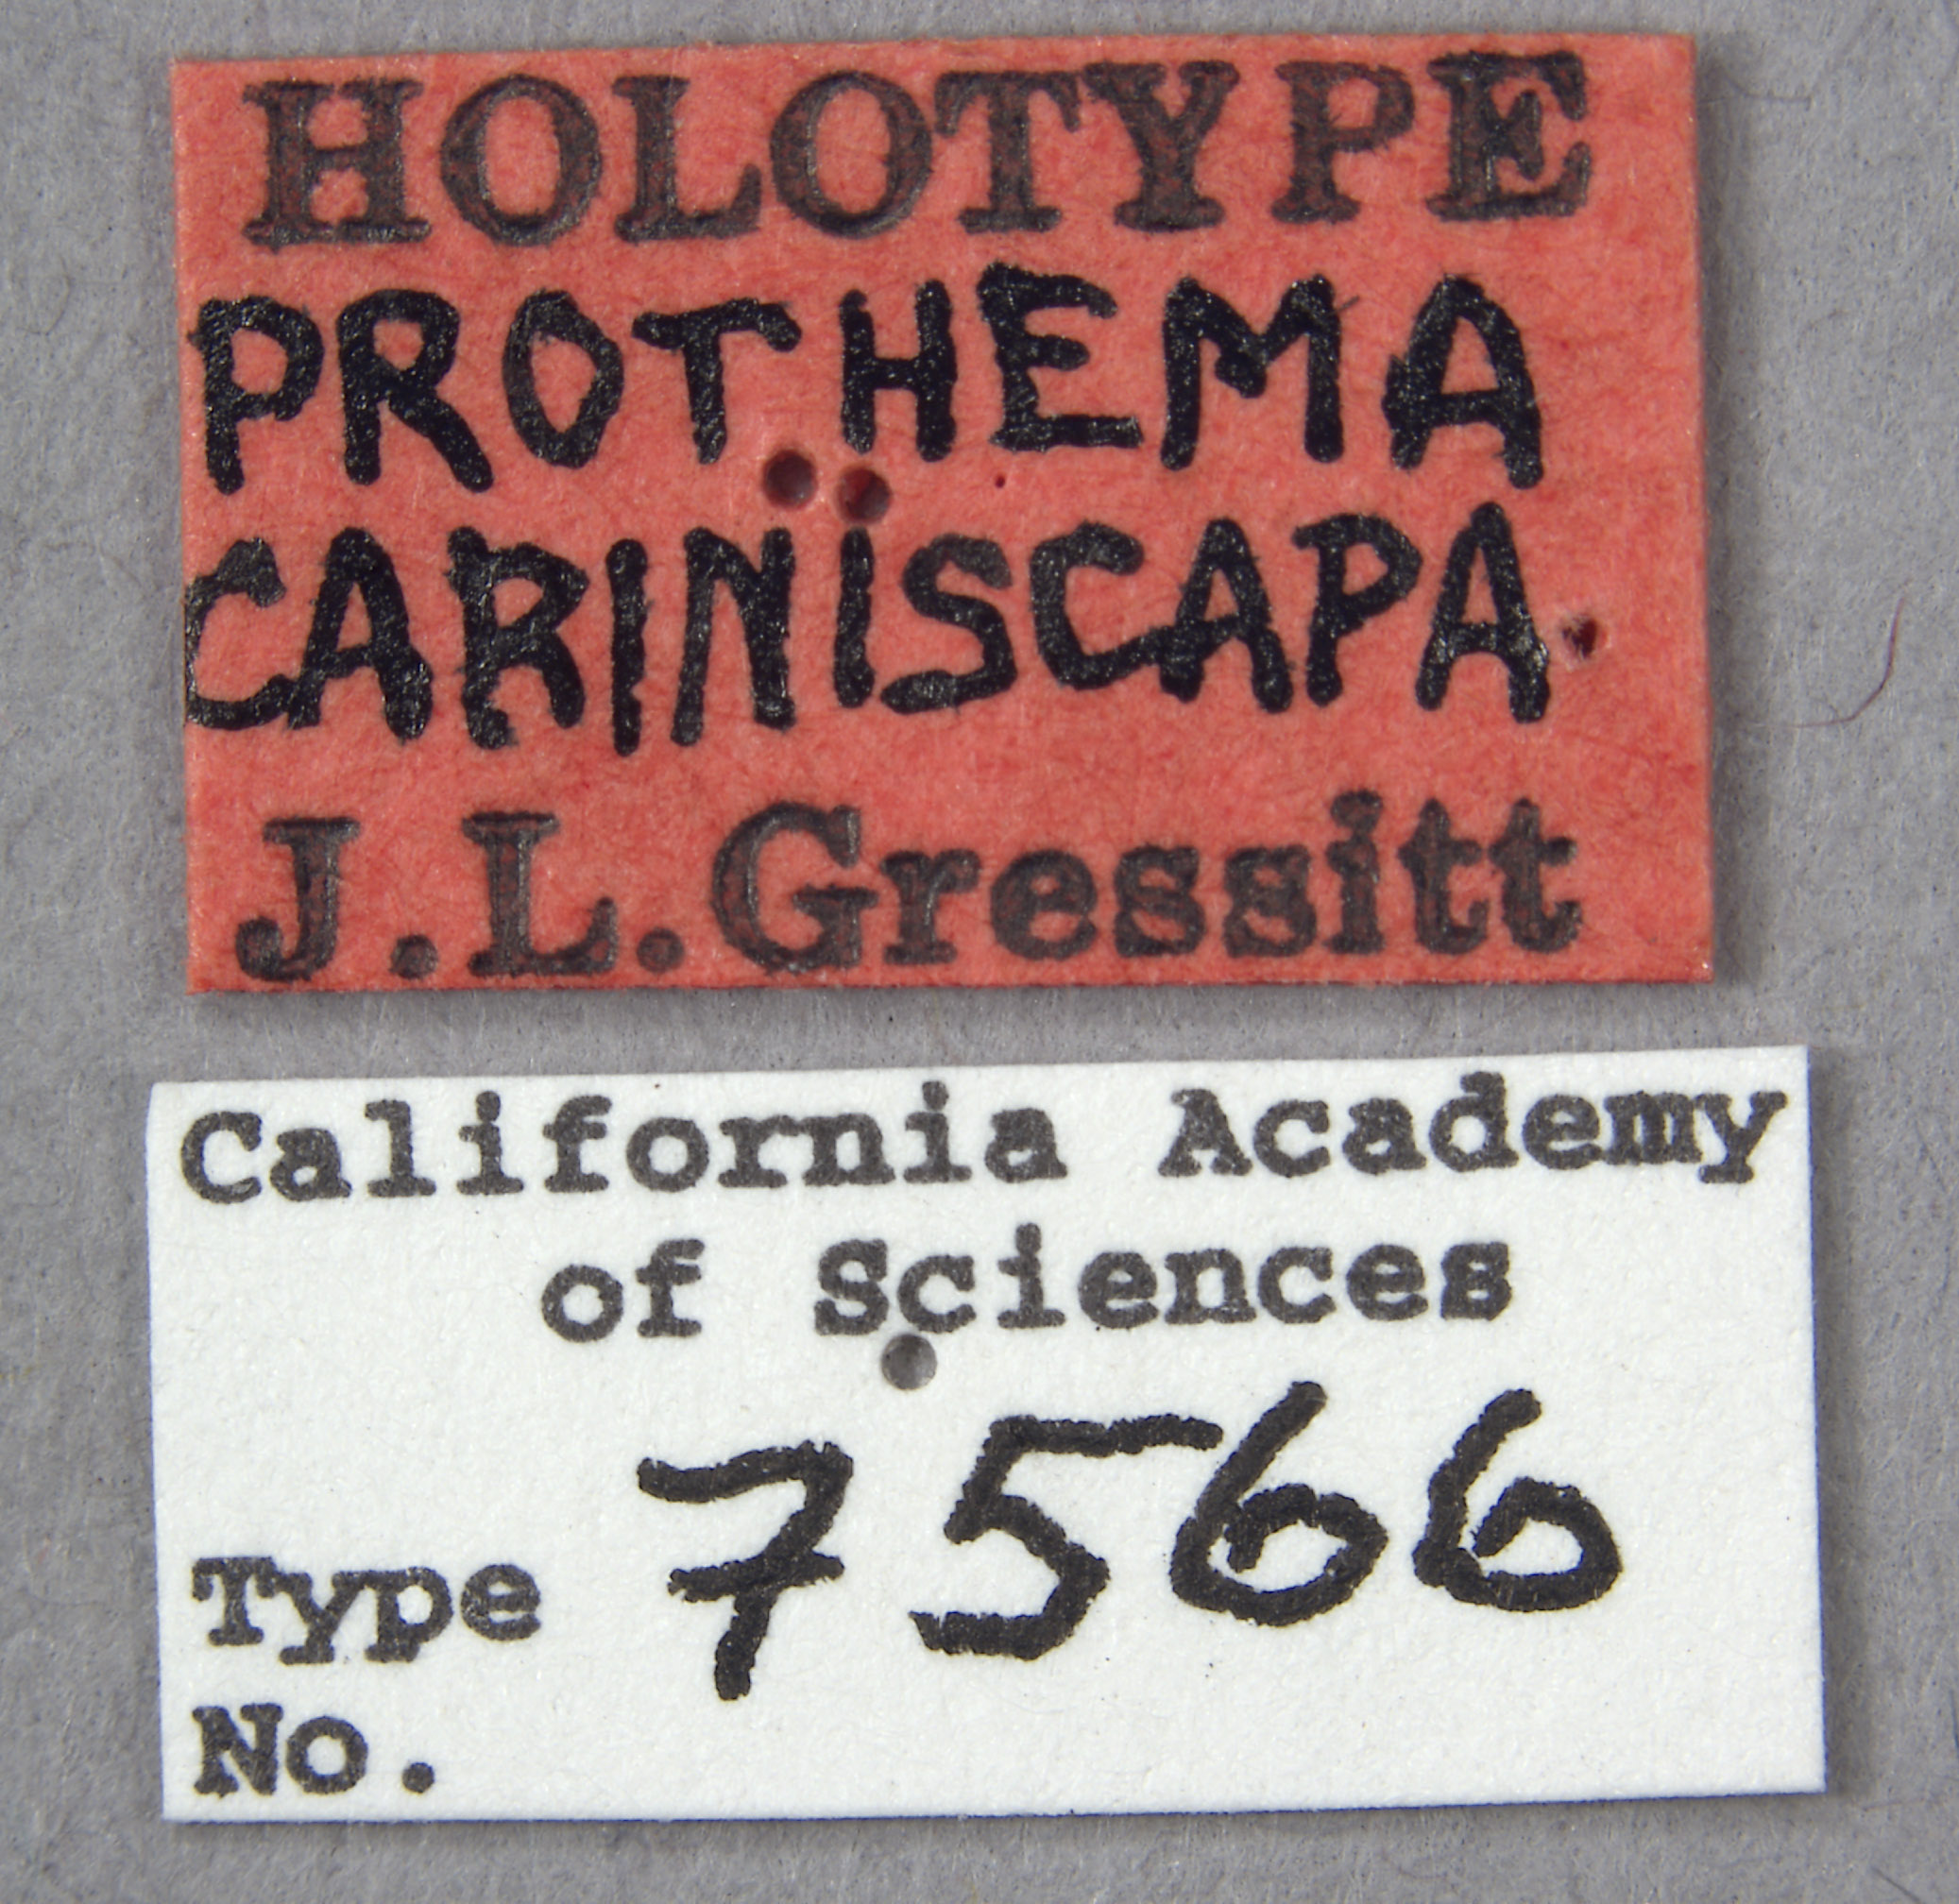 HOLOTYPE
PROTHEMA
CARINISCAPA
J.L.Gressitt
California Academy
of Sciences
Type 7566
No.